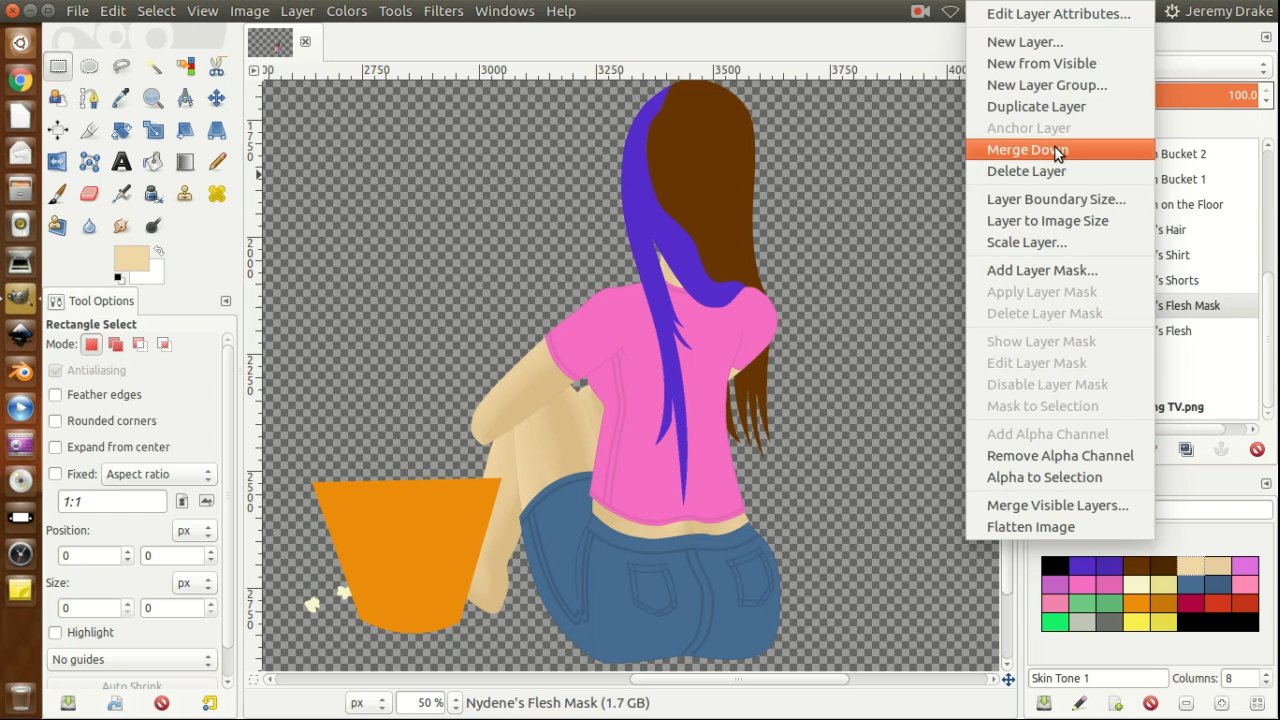 File Edit Select View Image Layer Colors Tools Filters Windows Help
Jeremy Drake
2750 3000 3250 3500 3750
1750
2000
2250
2500
2750
Tool Options
Rectangle Select
Mode:
Antialiasing
Feather edges
Rounded corners
Expand from center
Fixed: Aspect ratio
1:1
Position: px
0 0
Size: px
0 0
Highlight
No guides
Auto Shrink
px 50 % Nydene's Flesh Mask (1.7 GB)
Edit Layer Attributes...
New Layer...
New from Visible
New Layer Group...
Duplicate Layer
Anchor Layer
Merge Down
Delete Layer
Layer Boundary Size...
Layer to Image Size
Scale Layer...
Add Layer Mask...
Apply Layer Mask
Delete Layer Mask
Show Layer Mask
Edit Layer Mask
Disable Layer Mask
Mask to Selection
Add Alpha Channel
Remove Alpha Channel
Alpha to Selection
Merge Visible Layers...
Flatten Image
100.0
Bucket 2
Bucket 1
on the Floor
's Hair
's Shirt
's Shorts
's Flesh Mask
's Flesh
TV.png
Skin Tone 1 Columns: 8